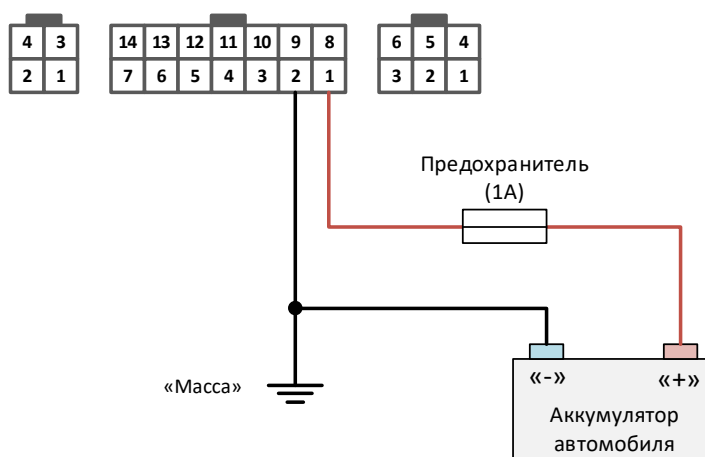 4 3 14 13 12 11 10 9 8 6 5 4
2 1 7 6 5 4 3 2 1 3 2 1
Предохранитель
(1А)
«Масса»
«-» «+»
Аккумулятор
автомобиля